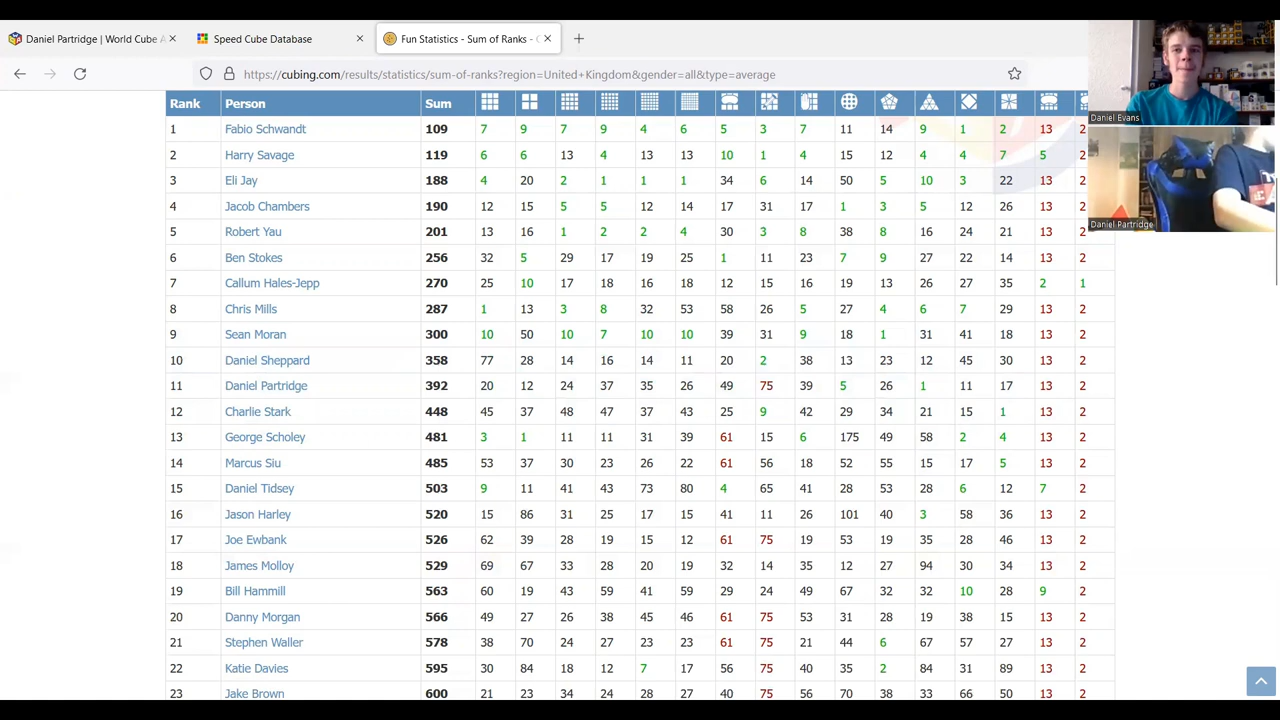 Daniel Partridge | World Cube A
Speed Cube Database
Fun Statistics - Sum of Ranks - C
https://cubing.com/results/statistics/sum-of-ranks?region=United+Kingdom&gender=all&type=average
Rank Person Sum
1 Fabio Schwandt 109 7 9 7 9 4 6 5 3 7 11 14 9 1 2 13 2
2 Harry Savage 119 6 6 13 4 13 13 10 1 4 15 12 4 4 7 5 2
3 Eli Jay 188 4 20 2 1 1 1 34 6 14 50 5 10 3 22 13 2
4 Jacob Chambers 190 12 15 5 5 12 14 17 31 17 1 3 5 12 26 13 2
5 Robert Yau 201 13 16 1 2 2 4 30 3 8 38 8 16 24 21 13 2
6 Ben Stokes 256 32 5 29 17 19 25 1 11 23 7 9 27 22 14 13 2
7 Callum Hales-Jepp 270 25 10 17 18 16 18 12 15 16 19 13 26 27 35 2 1
8 Chris Mills 287 1 13 3 8 32 53 58 26 5 27 4 6 7 29 13 2
9 Sean Moran 300 10 50 10 7 10 10 39 31 9 18 1 31 41 18 13 2
10 Daniel Sheppard 358 77 28 14 16 14 11 20 2 38 13 23 12 45 30 13 2
11 Daniel Partridge 392 20 12 24 37 35 26 49 75 39 5 26 1 11 17 13 2
12 Charlie Stark 448 45 37 48 47 37 43 25 9 42 29 34 21 15 1 13 2
13 George Scholey 481 3 1 11 11 31 39 61 15 6 175 49 58 2 4 13 2
14 Marcus Siu 485 53 37 30 23 26 22 61 56 18 52 55 15 17 5 13 2
15 Daniel Tidsey 503 9 11 41 43 73 80 4 65 41 28 53 28 6 12 7 2
16 Jason Harley 520 15 86 31 25 17 15 41 11 26 101 40 3 58 36 13 2
17 Joe Ewbank 526 62 39 28 19 15 12 61 75 19 53 19 35 28 46 13 2
18 James Molloy 529 69 67 33 28 20 19 32 14 35 12 27 94 30 34 13 2
19 Bill Hammill 563 60 19 43 59 41 59 29 24 49 67 32 32 10 28 9 2
20 Danny Morgan 566 49 27 26 38 45 46 61 75 53 31 28 19 38 15 13 2
21 Stephen Waller 578 38 70 24 27 23 23 61 75 21 44 6 67 57 27 13 2
22 Katie Davies 595 30 84 18 12 7 17 56 75 40 35 2 84 31 89 13 2
23 Jake Brown 600 21 23 34 24 28 27 40 75 56 70 38 33 66 50 13 2
Daniel Evans
Daniel Partridge